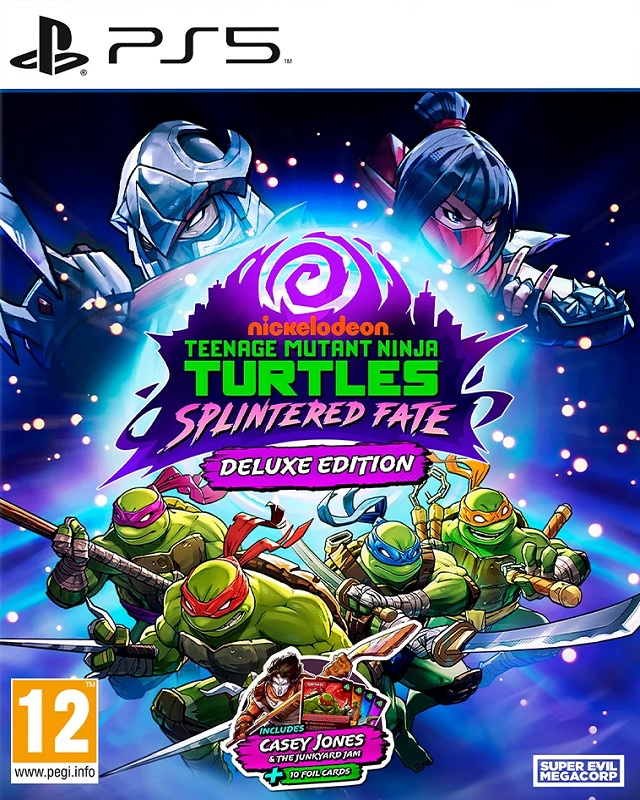 PS5
nickelodeon
TEENAGE MUTANT NINJA
TURTLES
SPLINTERED FATE
DELUXE EDITION
12
www.pegi.info
INCLUDES
CASEY JONES
& THE JUNKYARD JAM
+ 10 FOIL CARDS
SUPER EVIL
MEGACORP